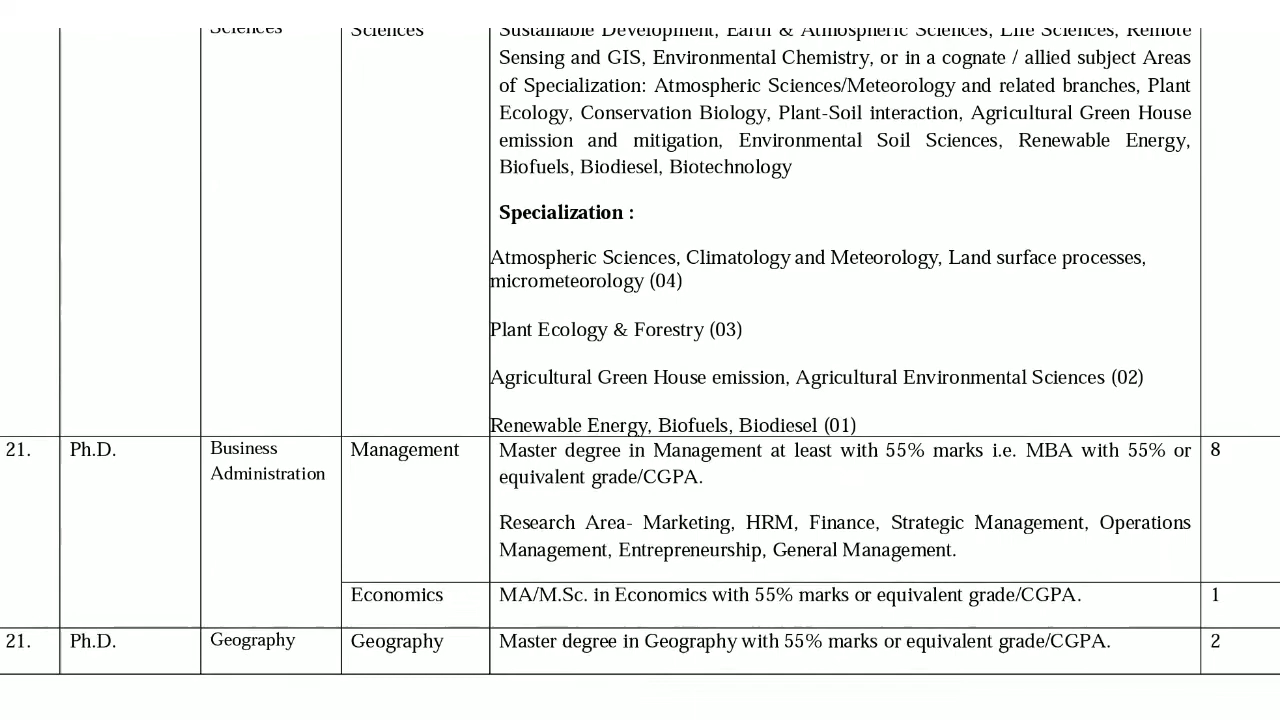 Sciences
Sciences
Sustainable Development, Earth & Atmospheric Sciences, Life Sciences, Remote
Sensing and GIS, Environmental Chemistry, or in a cognate / allied subject Areas
of Specialization: Atmospheric Sciences/Meteorology and related branches, Plant
Ecology, Conservation Biology, Plant-Soil interaction, Agricultural Green House
emission and mitigation, Environmental Soil Sciences, Renewable Energy,
Biofuels, Biodiesel, Biotechnology
Specialization :
Atmospheric Sciences, Climatology and Meteorology, Land surface processes,
micrometeorology (04)
Plant Ecology & Forestry (03)
Agricultural Green House emission, Agricultural Environmental Sciences (02)
Renewable Energy, Biofuels, Biodiesel (01)
21.
Ph.D.
Business
Administration
Management
Master degree in Management at least with 55% marks i.e. MBA with 55% or
equivalent grade/CGPA.
Research Area- Marketing, HRM, Finance, Strategic Management, Operations
Management, Entrepreneurship, General Management.
8
Economics
MA/M.Sc. in Economics with 55% marks or equivalent grade/CGPA.
1
21.
Ph.D.
Geography
Geography
Master degree in Geography with 55% marks or equivalent grade/CGPA.
2